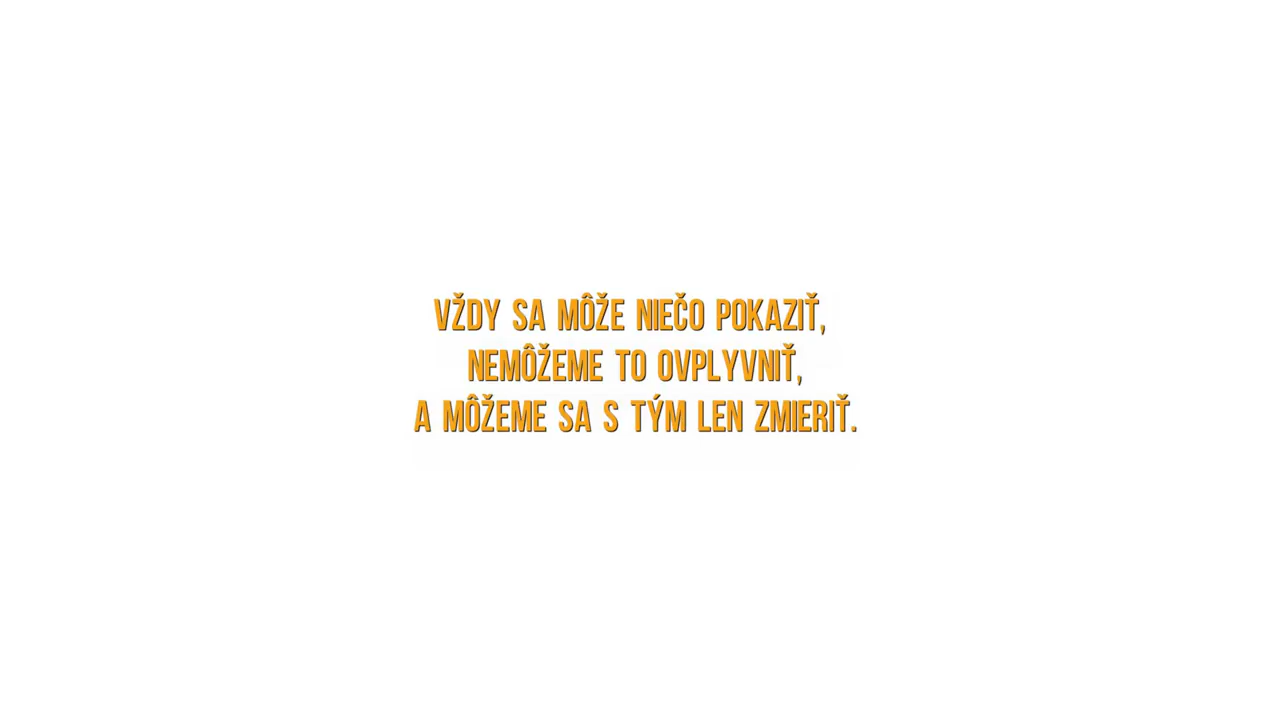 VŽDY SA MÔŽE NIEČO POKAZIŤ,
NEMÔŽEME TO OVPLYVNIŤ,
A MÔŽEME SA S TÝM LEN ZMIERIŤ.